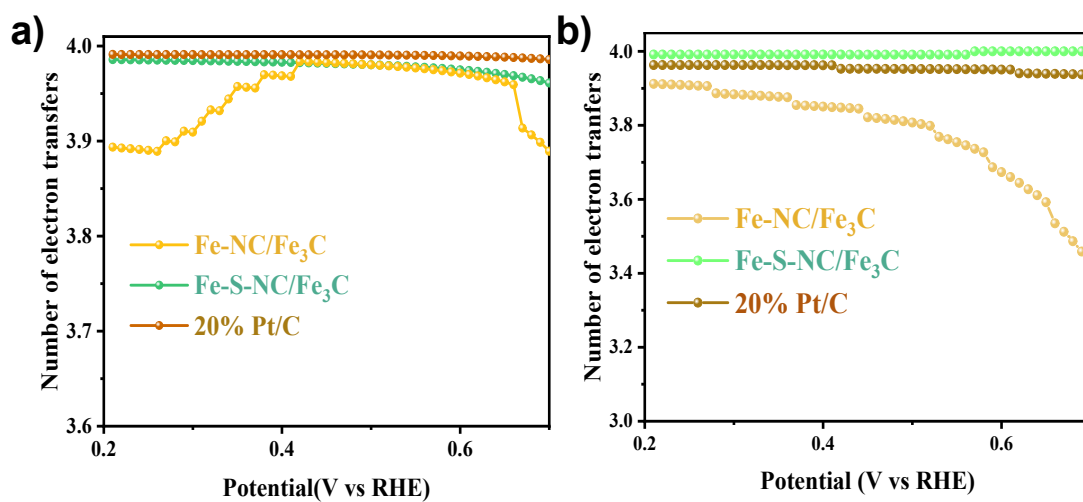 a)
Number of electron tranfers
4.0
3.9
3.8
3.7
3.6
Fe-NC/Fe₃C
Fe-S-NC/Fe₃C
20% Pt/C
0.2
0.4
0.6
Potential(V vs RHE)
b)
Number of electron tranfers
4.0
3.8
3.6
3.4
3.2
3.0
Fe-NC/Fe₃C
Fe-S-NC/Fe₃C
20% Pt/C
0.2
0.4
0.6
Potential (V vs RHE)